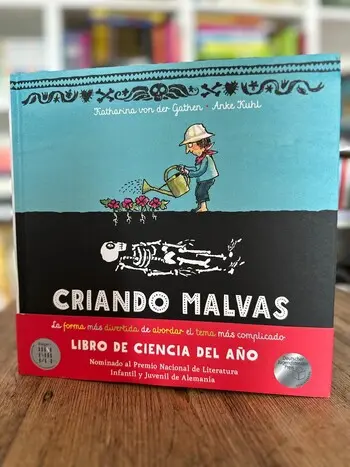 Katharina von der Gathen · Anke Kuhl
CRIANDO MALVAS
La forma más divertida de abordar el tema más complicado
LIBRO DE CIENCIA DEL AÑO
Nominado al Premio Nacional de Literatura
Infantil y Juvenil de Alemania